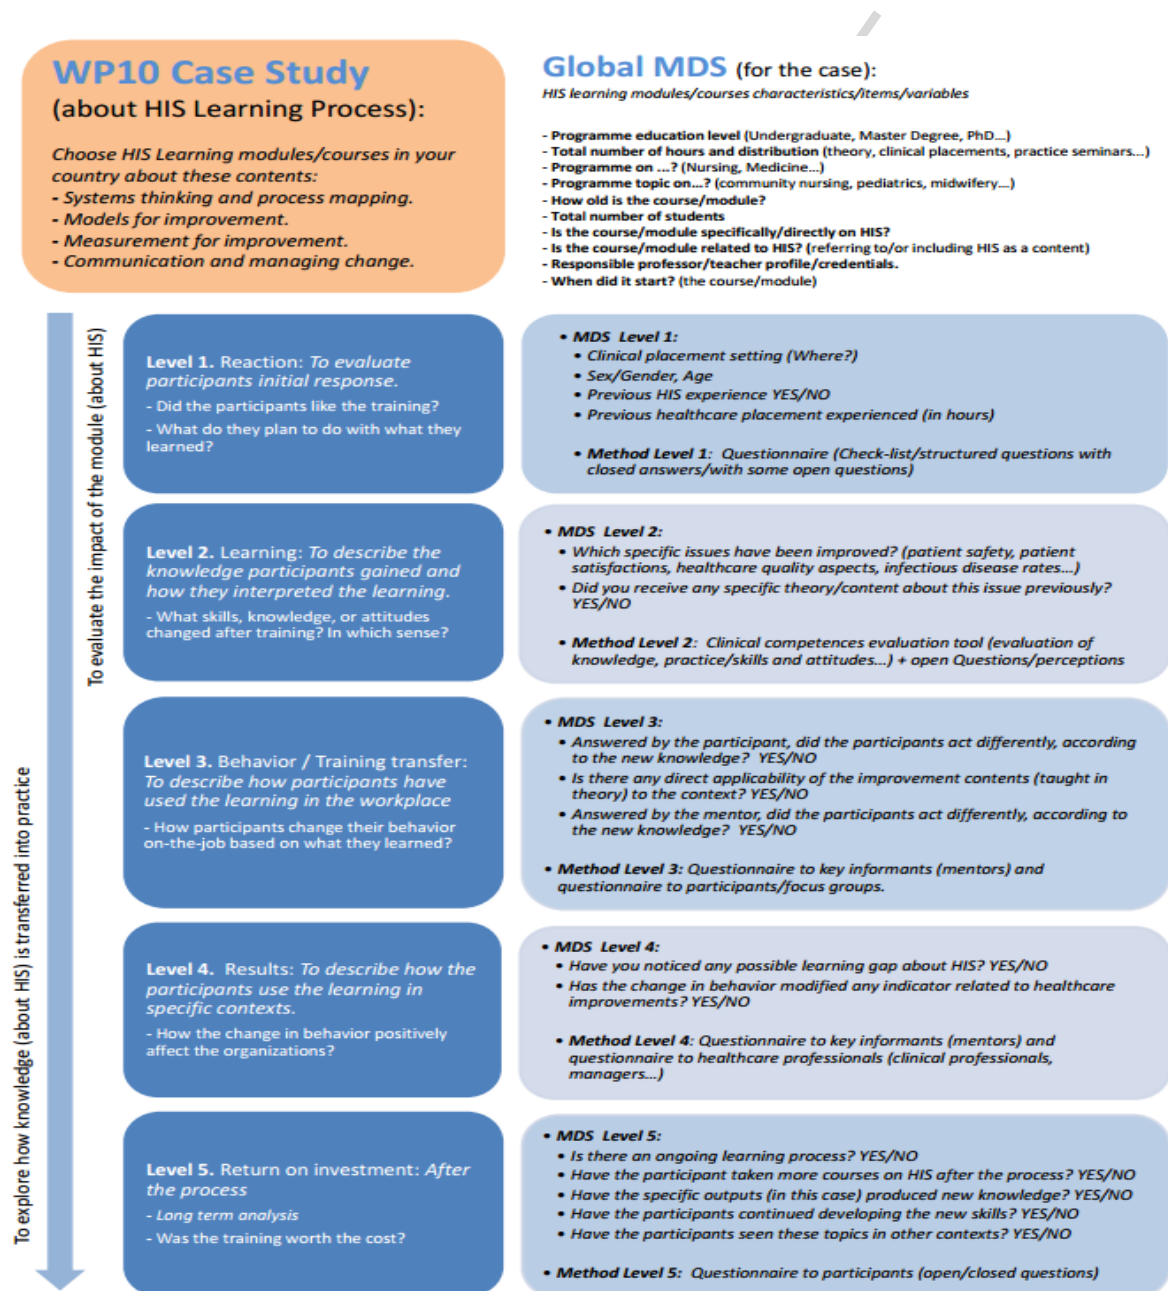 WP10 Case Study
(about HIS Learning Process):
Choose HIS Learning modules/courses in your
country about these contents:
- Systems thinking and process mapping.
- Models for improvement.
- Measurement for improvement.
- Communication and managing change.
Global MDS (for the case):
HIS learning modules/courses characteristics/items/variables
- Programme education level (Undergraduate, Master Degree, PhD...)
- Total number of hours and distribution (theory, clinical placements, practice seminars...)
- Programme on ...? (Nursing, Medicine...)
- Programme topic on...? (community nursing, pediatrics, midwifery...)
- How old is the course/module?
- Total number of students
- Is the course/module specifically/directly on HIS?
- Is the course/module related to HIS? (referring to/or including HIS as a content)
- Responsible professor/teacher profile/credentials.
- When did it start? (the course/module)
To evaluate the impact of the module (about HIS)
Level 1. Reaction: To evaluate
participants initial response.
- Did the participants like the training?
- What do they plan to do with what they
learned?
• MDS Level 1:
• Clinical placement setting (Where?)
• Sex/Gender, Age
• Previous HIS experience YES/NO
• Previous healthcare placement experienced (in hours)
• Method Level 1: Questionnaire (Check-list/structured questions with
closed answers/with some open questions)
Level 2. Learning: To describe the
knowledge participants gained and
how they interpreted the learning.
- What skills, knowledge, or attitudes
changed after training? In which sense?
• MDS Level 2:
• Which specific issues have been improved? (patient safety, patient
satisfactions, healthcare quality aspects, infectious disease rates...)
• Did you receive any specific theory/content about this issue previously?
YES/NO
• Method Level 2: Clinical competences evaluation tool (evaluation of
knowledge, practice/skills and attitudes...) + open Questions/perceptions
To explore how knowledge (about HIS) is transferred into practice
Level 3. Behavior / Training transfer:
To describe how participants have
used the learning in the workplace
- How participants change their behavior
on-the-job based on what they learned?
• MDS Level 3:
• Answered by the participant, did the participants act differently, according
to the new knowledge? YES/NO
• Is there any direct applicability of the improvement contents (taught in
theory) to the context? YES/NO
• Answered by the mentor, did the participants act differently, according to
the new knowledge? YES/NO
• Method Level 3: Questionnaire to key informants (mentors) and
questionnaire to participants/focus groups.
Level 4. Results: To describe how the
participants use the learning in
specific contexts.
- How the change in behavior positively
affect the organizations?
• MDS Level 4:
• Have you noticed any possible learning gap about HIS? YES/NO
• Has the change in behavior modified any indicator related to healthcare
improvements? YES/NO
• Method Level 4: Questionnaire to key informants (mentors) and
questionnaire to healthcare professionals (clinical professionals,
managers...)
Level 5. Return on investment: After
the process
- Long term analysis
- Was the training worth the cost?
• MDS Level 5:
• Is there an ongoing learning process? YES/NO
• Have the participant taken more courses on HIS after the process? YES/NO
• Have the specific outputs (in this case) produced new knowledge? YES/NO
• Have the participants continued developing the new skills? YES/NO
• Have the participants seen these topics in other contexts? YES/NO
• Method Level 5: Questionnaire to participants (open/closed questions)